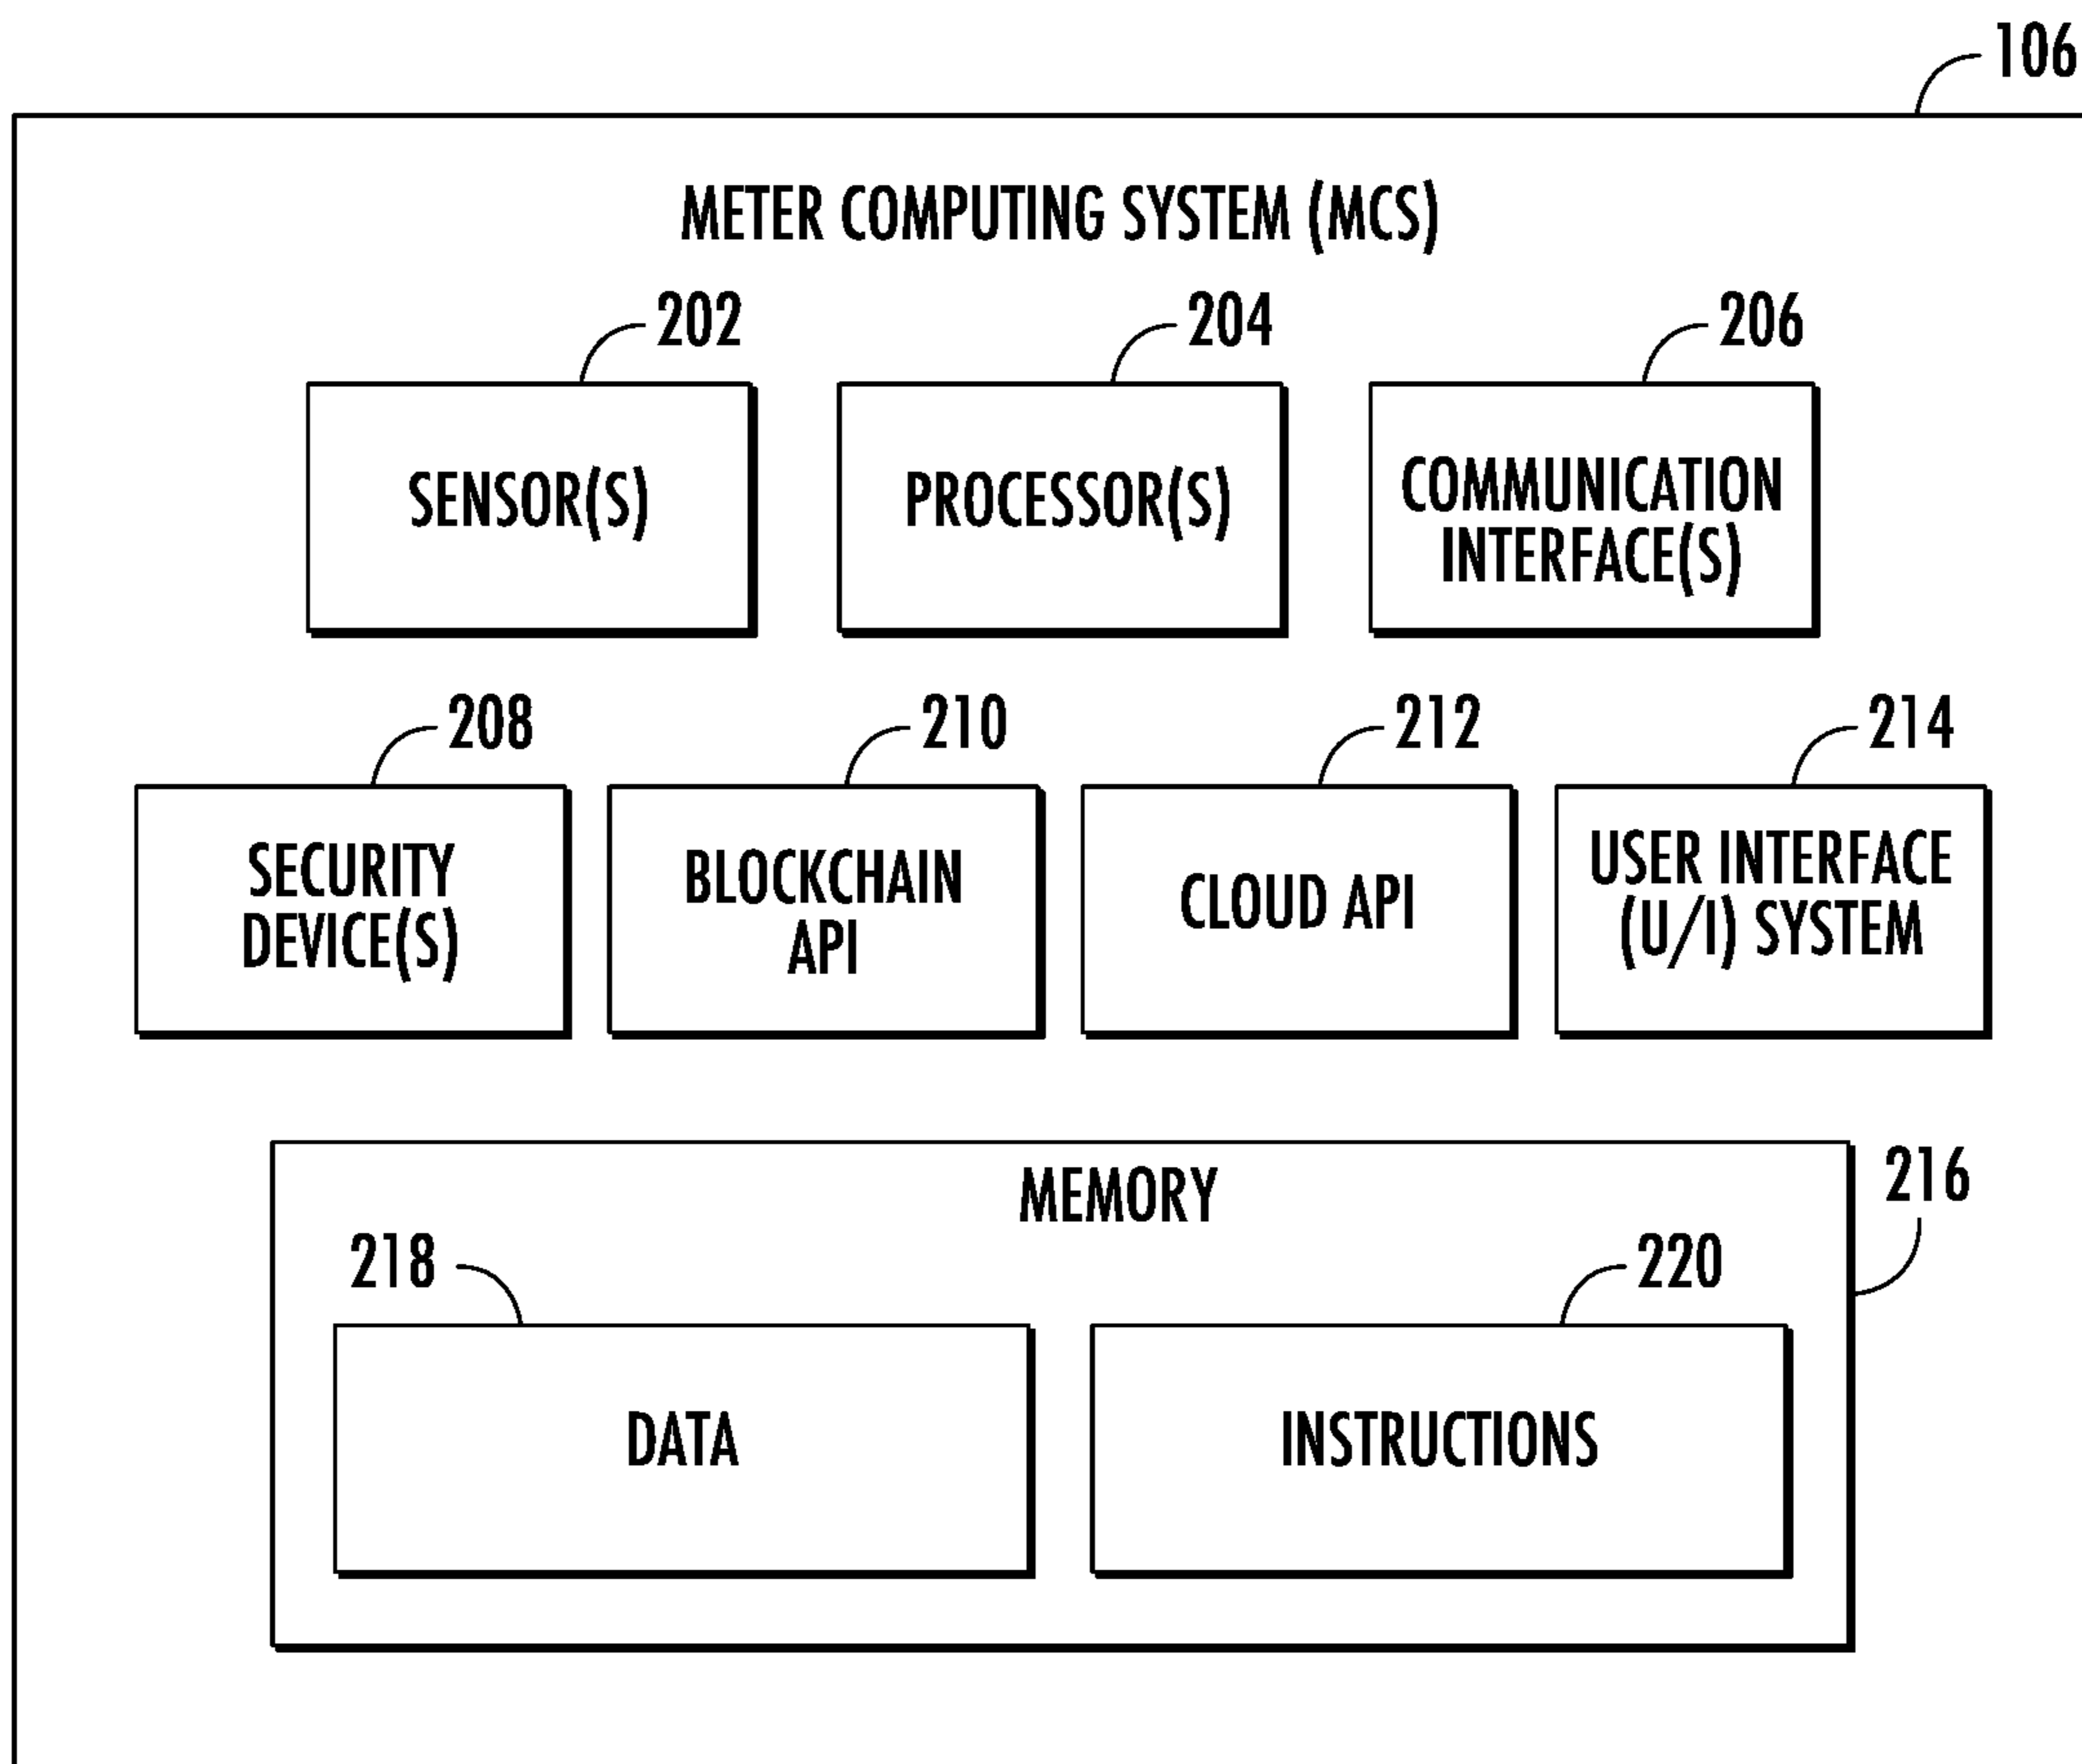 106
METER COMPUTING SYSTEM (MCS)
202
204
206
SENSOR(S)
PROCESSOR(S)
COMMUNICATION
INTERFACE(S)
208
210
212
214
SECURITY
DEVICE(S)
BLOCKCHAIN
API
CLOUD API
USER INTERFACE
(U/I) SYSTEM
MEMORY
216
218
220
DATA
INSTRUCTIONS